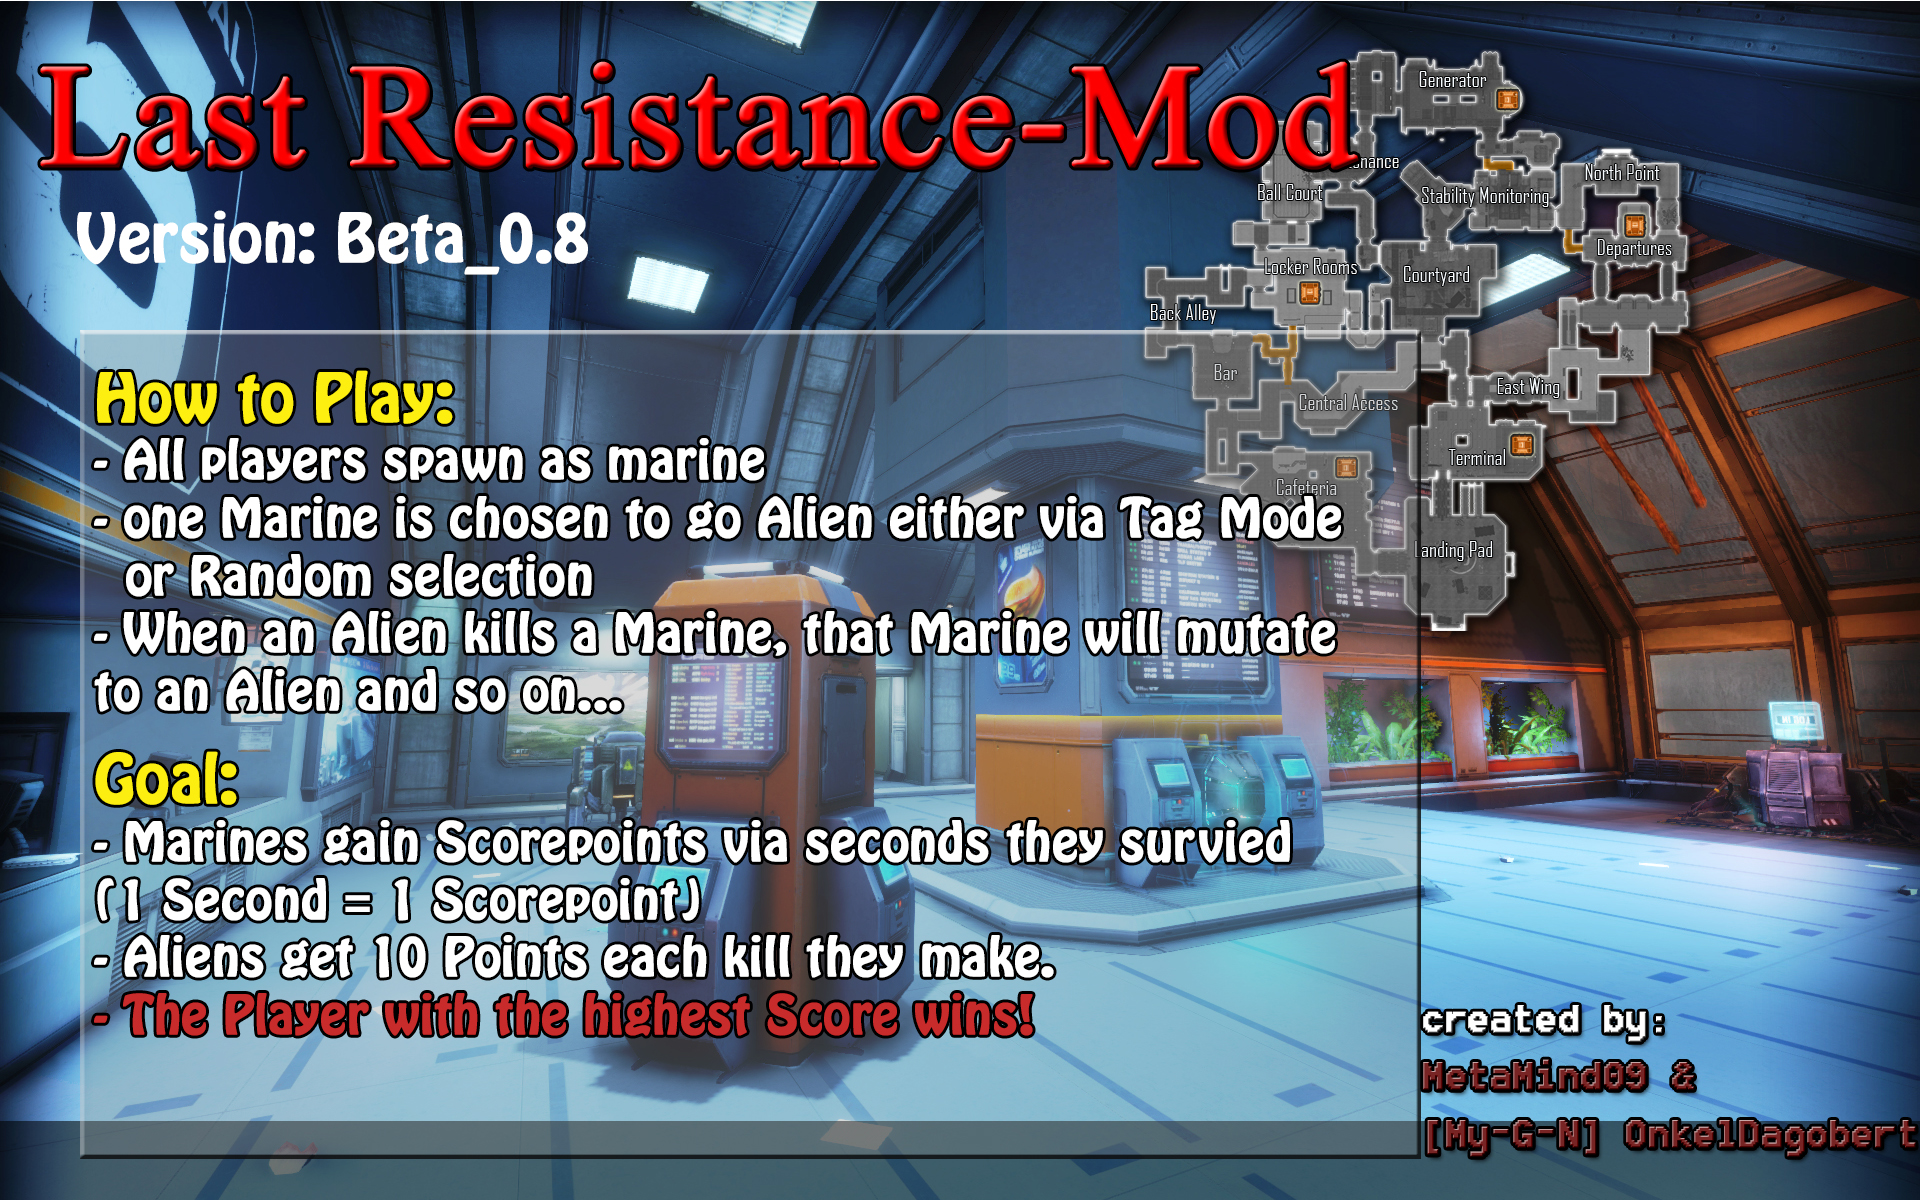 Last Resistance-Mod
Version: Beta_0.8
Generator
North Point
Ball Court
Stability Monitoring
Departures
Locker Rooms
Courtyard
Back Alley
Bar
Central Access
East Wing
Terminal
Cafeteria
Landing Pad
How to Play:
- All players spawn as marine
- one Marine is chosen to go Alien either via Tag Mode
or Random selection
- When an Alien kills a Marine, that Marine will mutate
to an Alien and so on...
Goal:
- Marines gain Scorepoints via seconds they survied
(1 Second = 1 Scorepoint)
- Aliens get 10 Points each kill they make.
- The Player with the highest Score wins!
created by:
MetaMind09 &
[My-G-N] OnkelDagobert